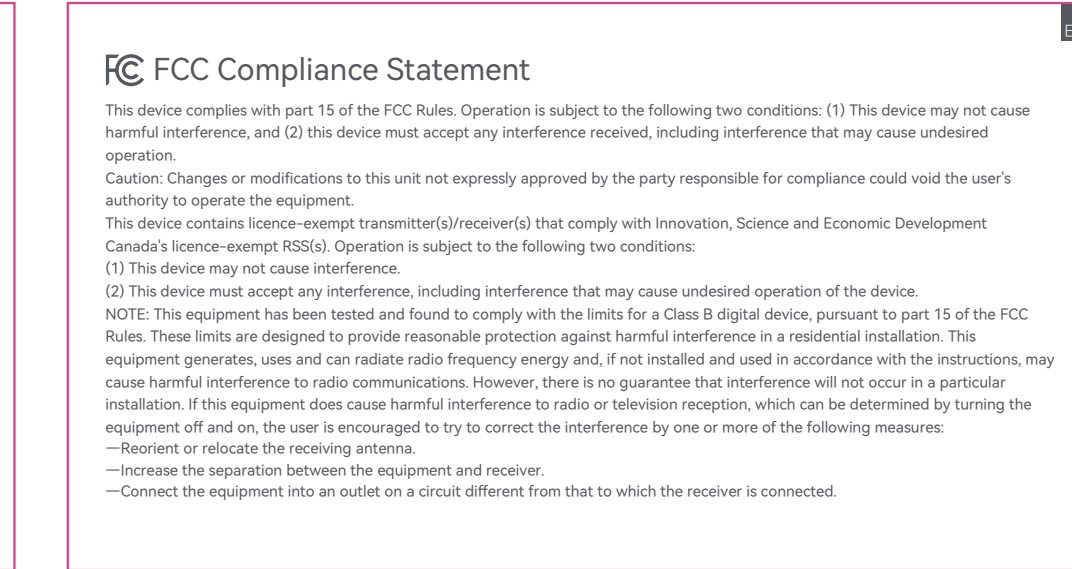 E
FC FCC Compliance Statement
This device complies with part 15 of the FCC Rules. Operation is subject to the following two conditions: (1) This device may not cause
harmful interference, and (2) this device must accept any interference received, including interference that may cause undesired
operation.
Caution: Changes or modifications to this unit not expressly approved by the party responsible for compliance could void the user's
authority to operate the equipment.
This device contains licence-exempt transmitter(s)/receiver(s) that comply with Innovation, Science and Economic Development
Canada's licence-exempt RSS(s). Operation is subject to the following two conditions:
(1) This device may not cause interference.
(2) This device must accept any interference, including interference that may cause undesired operation of the device.
NOTE: This equipment has been tested and found to comply with the limits for a Class B digital device, pursuant to part 15 of the FCC
Rules. These limits are designed to provide reasonable protection against harmful interference in a residential installation. This
equipment generates, uses and can radiate radio frequency energy and, if not installed and used in accordance with the instructions, may
cause harmful interference to radio communications. However, there is no guarantee that interference will not occur in a particular
installation. If this equipment does cause harmful interference to radio or television reception, which can be determined by turning the
equipment off and on, the user is encouraged to try to correct the interference by one or more of the following measures:
—Reorient or relocate the receiving antenna.
—Increase the separation between the equipment and receiver.
—Connect the equipment into an outlet on a circuit different from that to which the receiver is connected.